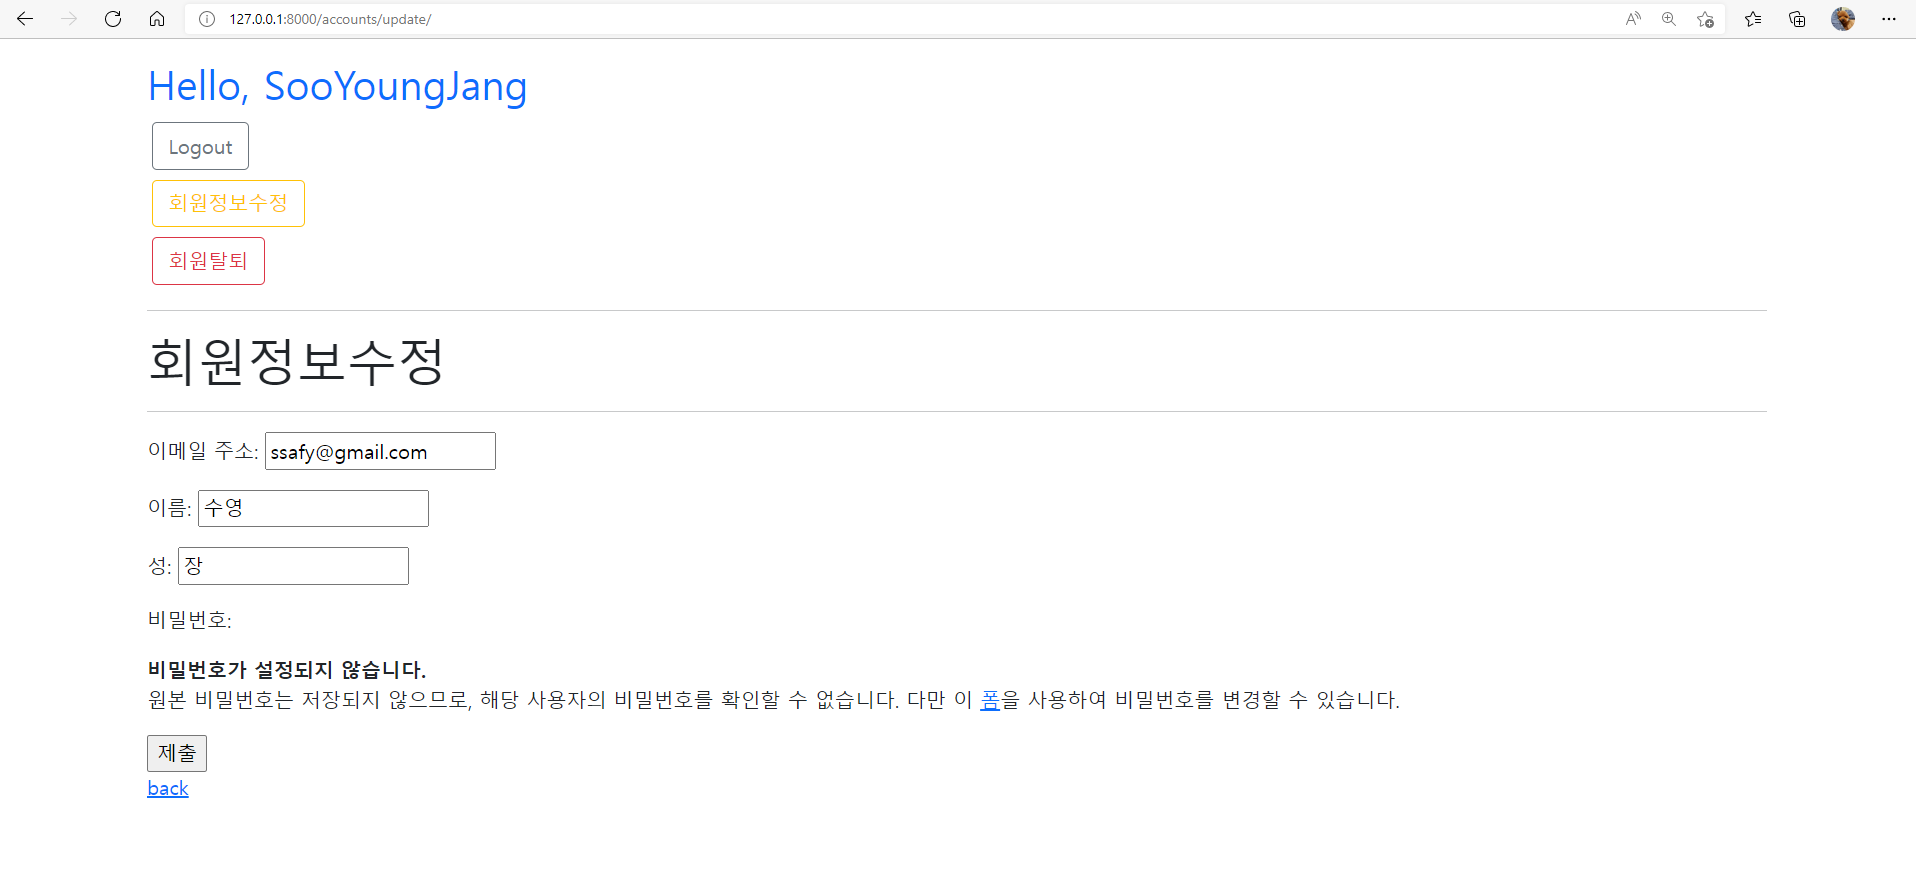 127.0.0.1:8000/accounts/update/
Hello, SooYoungJang
Logout
회원정보수정
회원탈퇴
회원정보수정
이메일 주소: ssafy@gmail.com
이름: 수영
성: 장
비밀번호:
비밀번호가 설정되지 않습니다.
원본 비밀번호는 저장되지 않으므로, 해당 사용자의 비밀번호를 확인할 수 없습니다. 다만 이 폼을 사용하여 비밀번호를 변경할 수 있습니다.
제출
back